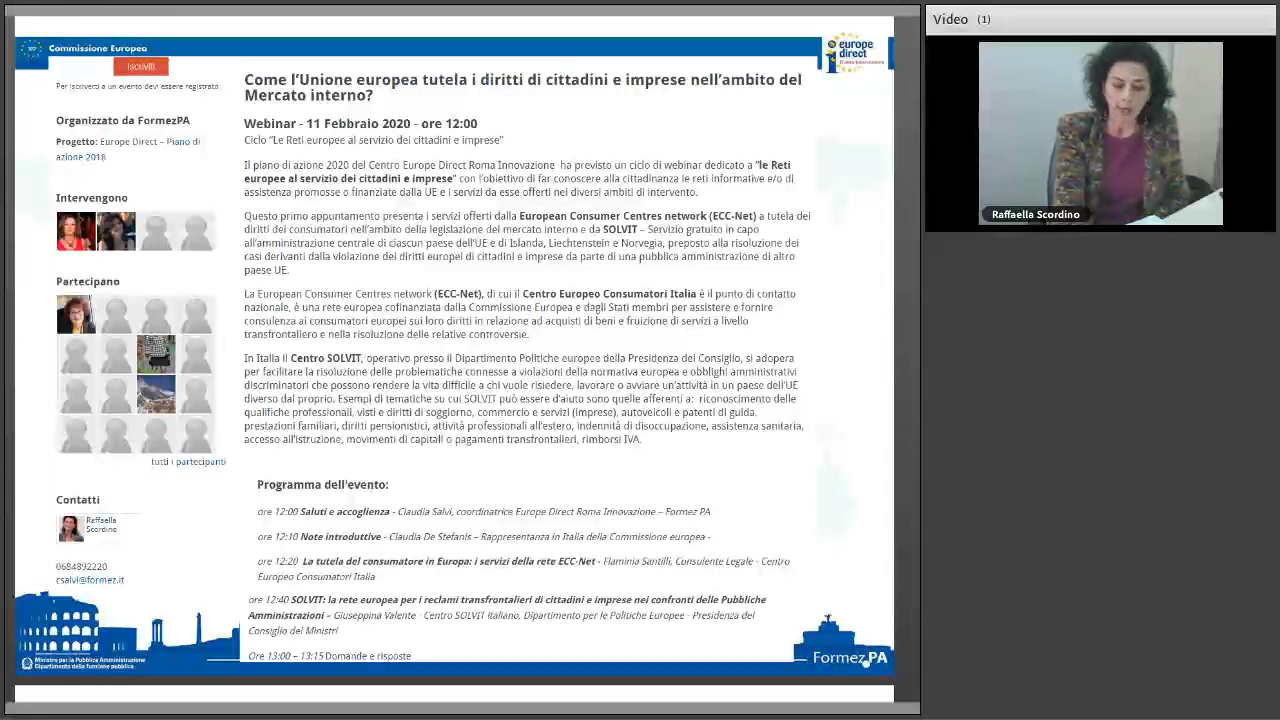 Video (1)
Raffaella Scordino
Commissione Europea
europe
direct
Iscriviti
Per iscriverti a un evento devi essere registrato
Organizzato da FormezPA
Progetto: Europe Direct – Piano di
azione 2018
Intervengono
Partecipano
tutti i partecipanti
Contatti
Raffaella
Scordino
0684892220
csalvi@formez.it
Come l’Unione europea tutela i diritti di cittadini e imprese nell’ambito del
Mercato interno?
Webinar - 11 Febbraio 2020 - ore 12:00
Ciclo “Le Reti europee al servizio dei cittadini e imprese”
Il piano di azione 2020 del Centro Europe Direct Roma Innovazione ha previsto un ciclo di webinar dedicato a “le Reti
europee al servizio dei cittadini e imprese” con l’obiettivo di far conoscere alla cittadinanza le reti informative e/o di
assistenza promosse o finanziate dalla UE e i servizi da esse offerti nei diversi ambiti di intervento.
Questo primo appuntamento presenta i servizi offerti dalla European Consumer Centres network (ECC-Net) a tutela dei
diritti dei consumatori nell’ambito della legislazione del mercato interno e da SOLVIT – Servizio gratuito in capo
all’amministrazione centrale di ciascun paese dell’UE e di Islanda, Liechtenstein e Norvegia, preposto alla risoluzione dei
casi derivanti dalla violazione dei diritti europei di cittadini e imprese da parte di una pubblica amministrazione di altro
paese UE.
La European Consumer Centres network (ECC-Net), di cui il Centro Europeo Consumatori Italia è il punto di contatto
nazionale, è una rete europea cofinanziata dalla Commissione Europea e dagli Stati membri per assistere e fornire
consulenza ai consumatori europei sui loro diritti in relazione ad acquisti di beni e fruizione di servizi a livello
transfrontaliero e nella risoluzione delle relative controversie.
In Italia il Centro SOLVIT, operativo presso il Dipartimento Politiche europee della Presidenza del Consiglio, si adopera
per facilitare la risoluzione delle problematiche connesse a violazioni della normativa europea e obblighi amministrativi
discriminatori che possono rendere la vita difficile a chi vuole risiedere, lavorare o avviare un’attività in un paese dell’UE
diverso dal proprio. Esempi di tematiche su cui SOLVIT può essere d’aiuto sono quelle afferenti a: riconoscimento delle
qualifiche professionali, visti e diritti di soggiorno, commercio e servizi (imprese), autoveicoli e patenti di guida,
prestazioni familiari, diritti pensionistici, attività professionali all’estero, indennità di disoccupazione, assistenza sanitaria,
accesso all’istruzione, movimenti di capitali o pagamenti transfrontalieri, rimborsi IVA.
Programma dell'evento:
ore 12:00 Saluti e accoglienza - Claudia Salvi, coordinatrice Europe Direct Roma Innovazione – Formez PA
ore 12:10 Note introduttive - Claudia De Stefanis – Rappresentanza in Italia della Commissione europea -
ore 12:20 La tutela del consumatore in Europa: i servizi della rete ECC-Net - Flaminia Santilli, Consulente Legale - Centro
Europeo Consumatori Italia
ore 12:40 SOLVIT: la rete europea per i reclami transfrontalieri di cittadini e imprese nei confronti delle Pubbliche
Amministrazioni – Giuseppina Valente - Centro SOLVIT Italiano, Dipartimento per le Politiche Europee - Presidenza del
Consiglio dei Ministri
Ore 13:00 – 13:15 Domande e risposte
Ministro per la Pubblica Amministrazione
Dipartimento della funzione pubblica
FormezPA